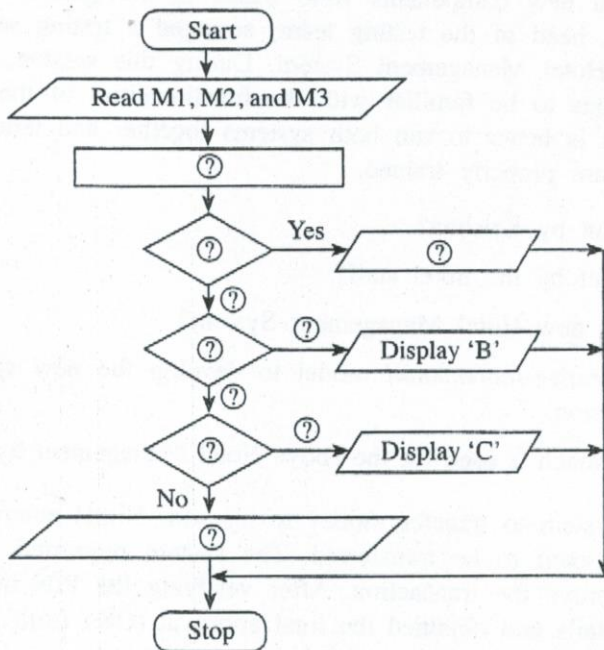 Start
Read M1, M2, and M3
?
? Yes ?
?
? ? Display 'B'
?
? ? Display 'C'
No
?
Stop